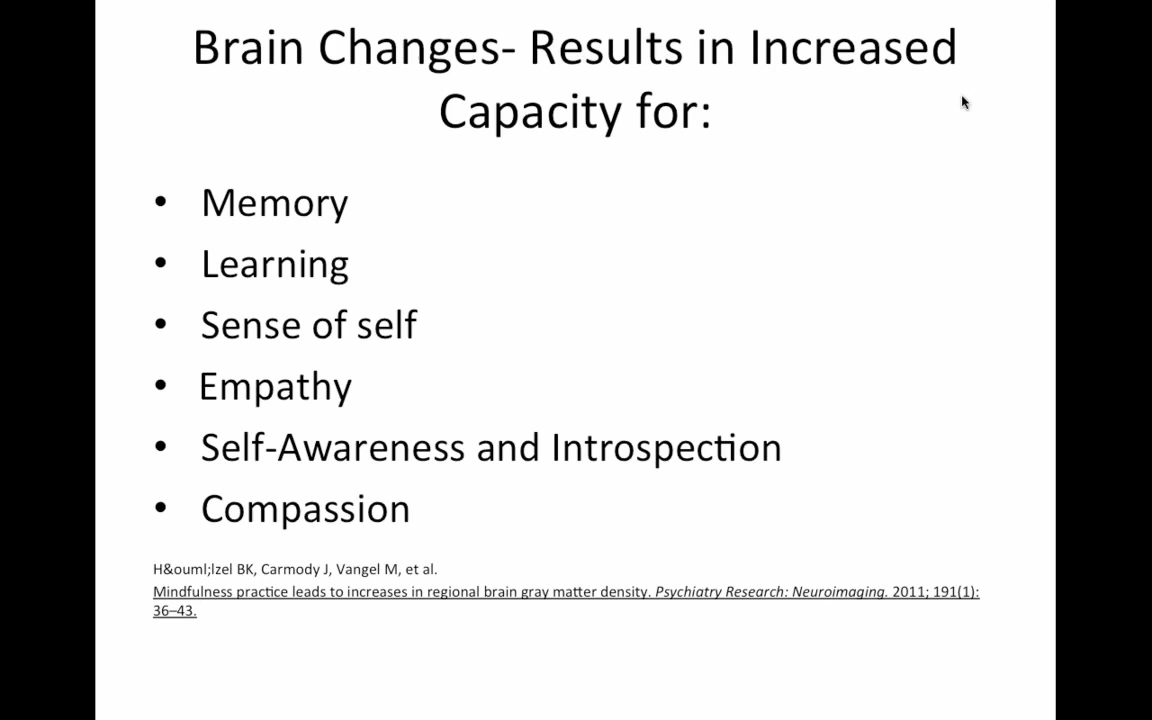 Brain Changes- Results in Increased
Capacity for:
• Memory
• Learning
• Sense of self
• Empathy
• Self-Awareness and Introspection
• Compassion
H&ouml;lzel BK, Carmody J, Vangel M, et al.
Mindfulness practice leads to increases in regional brain gray matter density. Psychiatry Research: Neuroimaging. 2011; 191(1):
36–43.